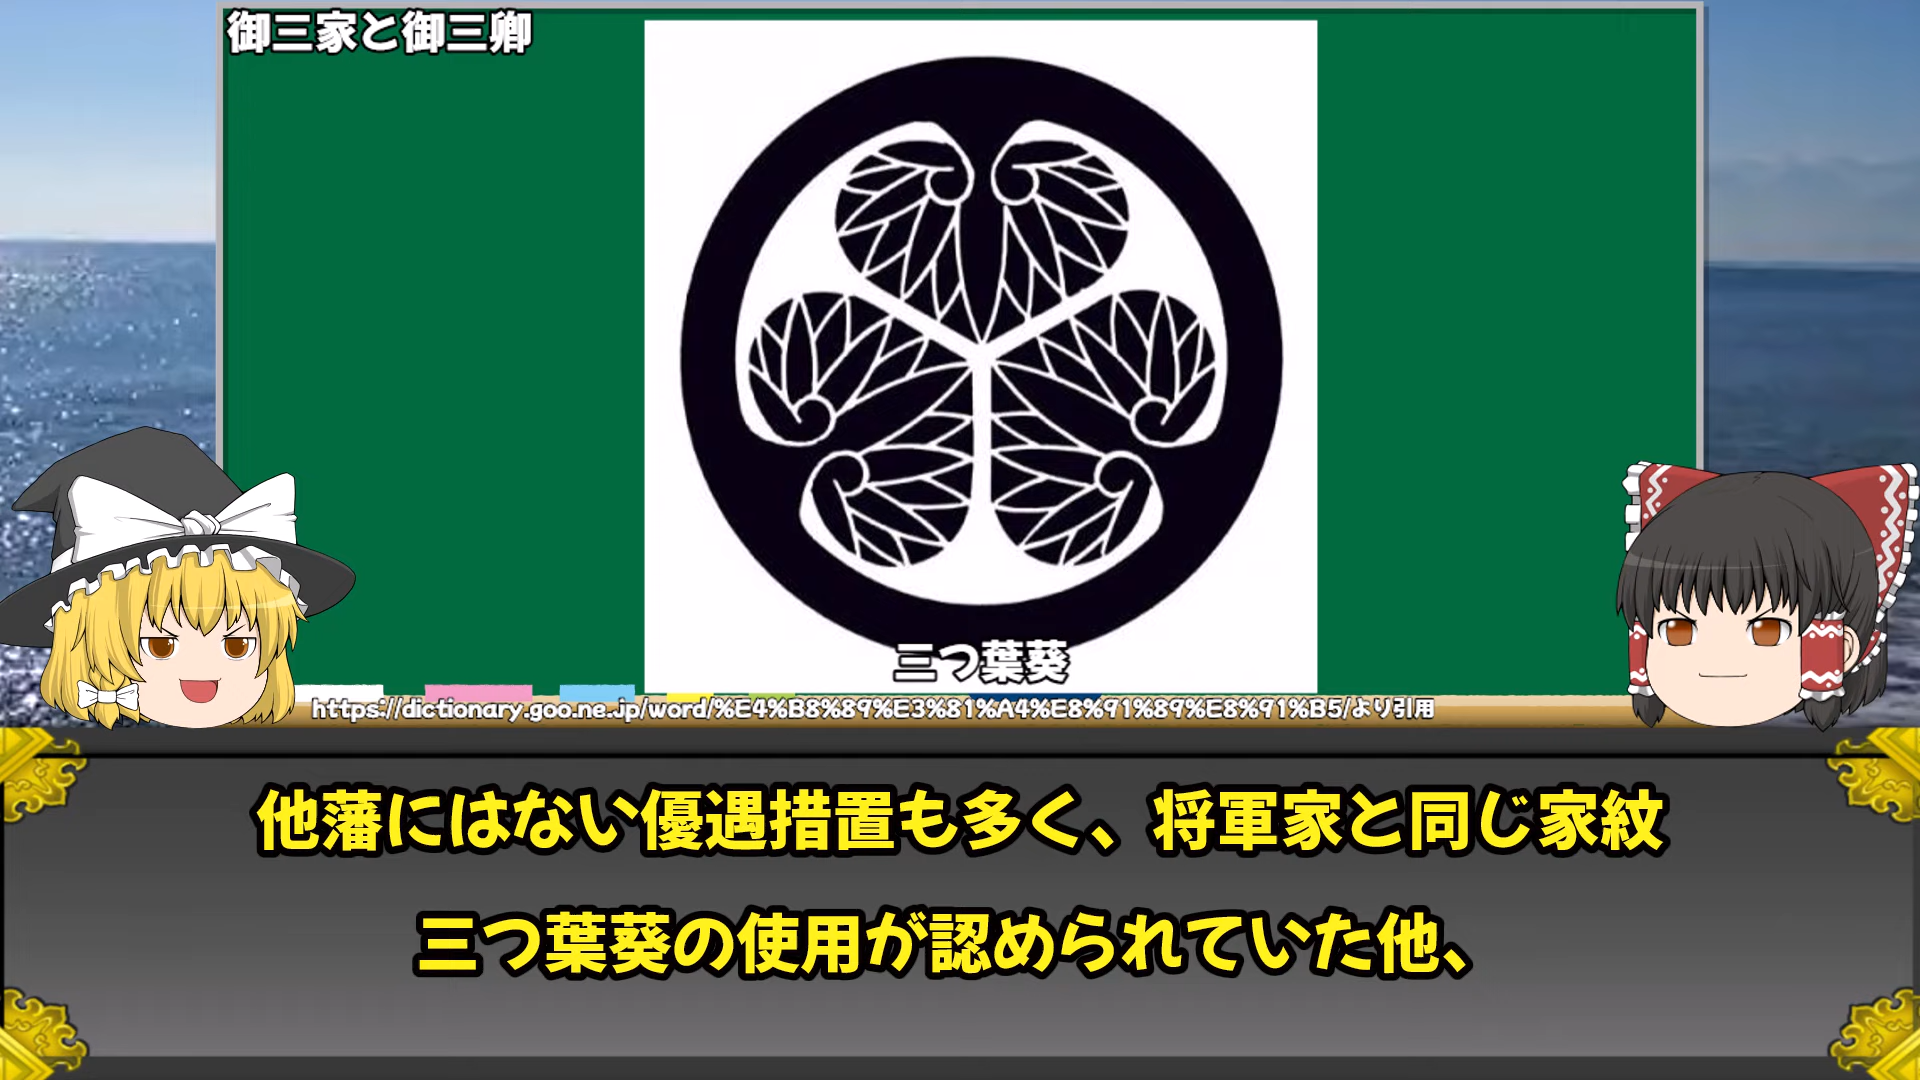 御三家と御三卿
三つ葉葵
https://dictionary.goo.ne.jp/word/%E4%B8%89%E3%81%A4%E8%91%89%E8%91%B5/より引用
他藩にはない優遇措置も多く、将軍家と同じ家紋
三つ葉葵の使用が認められていた他、